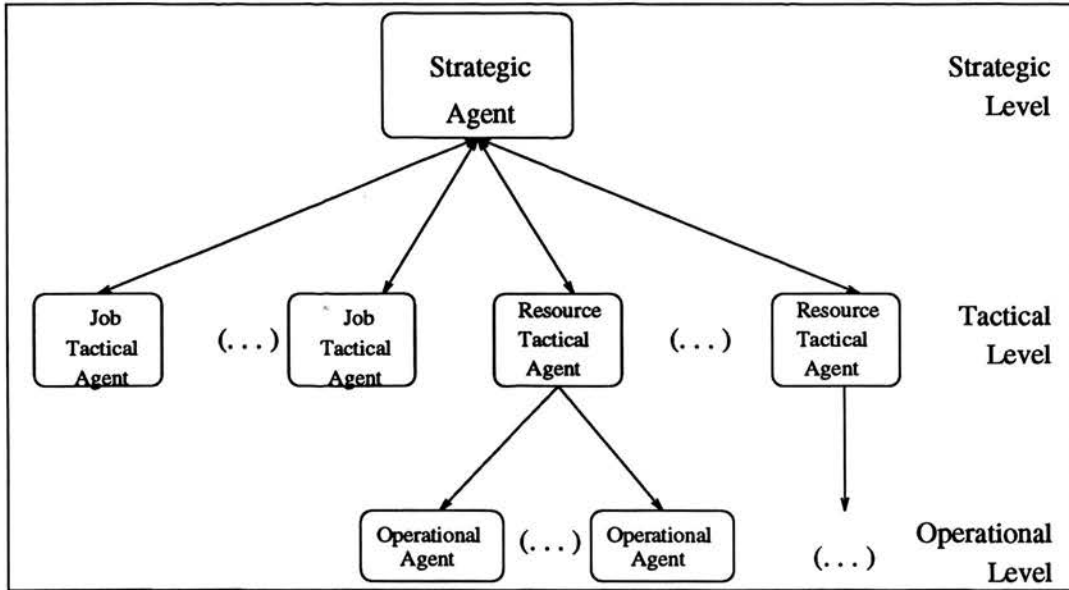 Strategic
Agent
Strategic
Level
Job
Tactical
Agent
(...)
Job
Tactical
Agent
Resource
Tactical
Agent
(...)
Resource
Tactical
Agent
Tactical
Level
Operational
Agent
(...)
Operational
Agent
(...)
Operational
Level